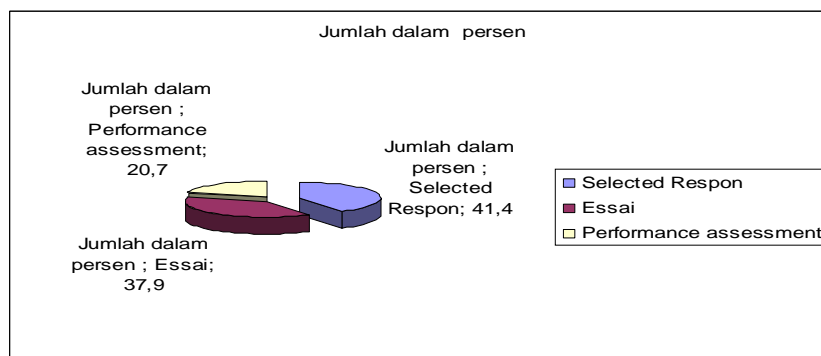 Jumlah dalam persen
Jumlah dalam
persen ;
Performance
assessment;
20,7
Jumlah dalam
persen ;
Selected
Respon; 41,4
Jumlah dalam
persen ; Essai;
37,9
Selected Respon
Essai
Performance assessment